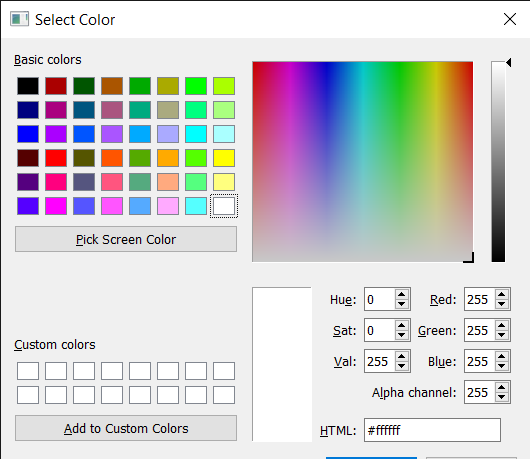 Select Color
Basic colors
Pick Screen Color
Custom colors
Add to Custom Colors
Hue: 0 Red: 255
Sat: 0 Green: 255
Val: 255 Blue: 255
Alpha channel: 255
HTML: #ffffff